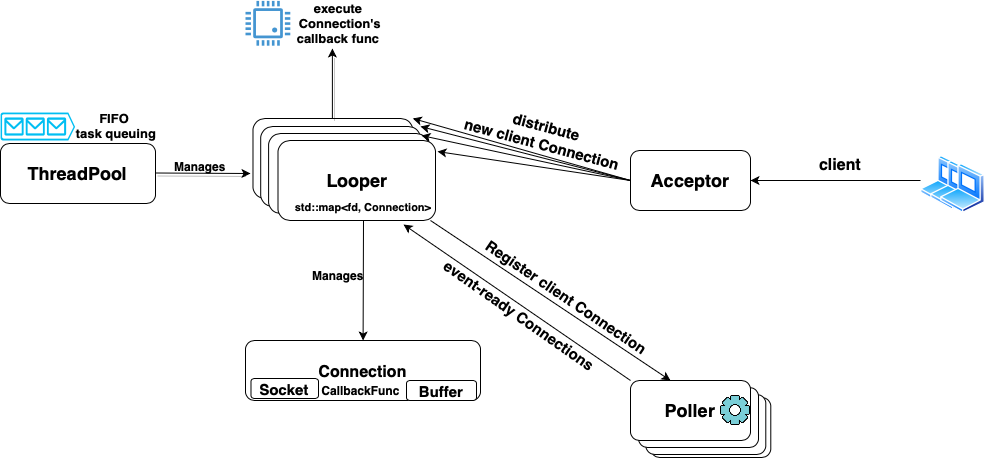 execute
Connection's
callback func
FIFO
task queuing
ThreadPool
Manages
Looper
std::map<fd, Connection>
distribute
new client Connection
Acceptor
client
Manages
Register client Connection
event-ready Connections
Connection
Socket
CallbackFunc
Buffer
Poller